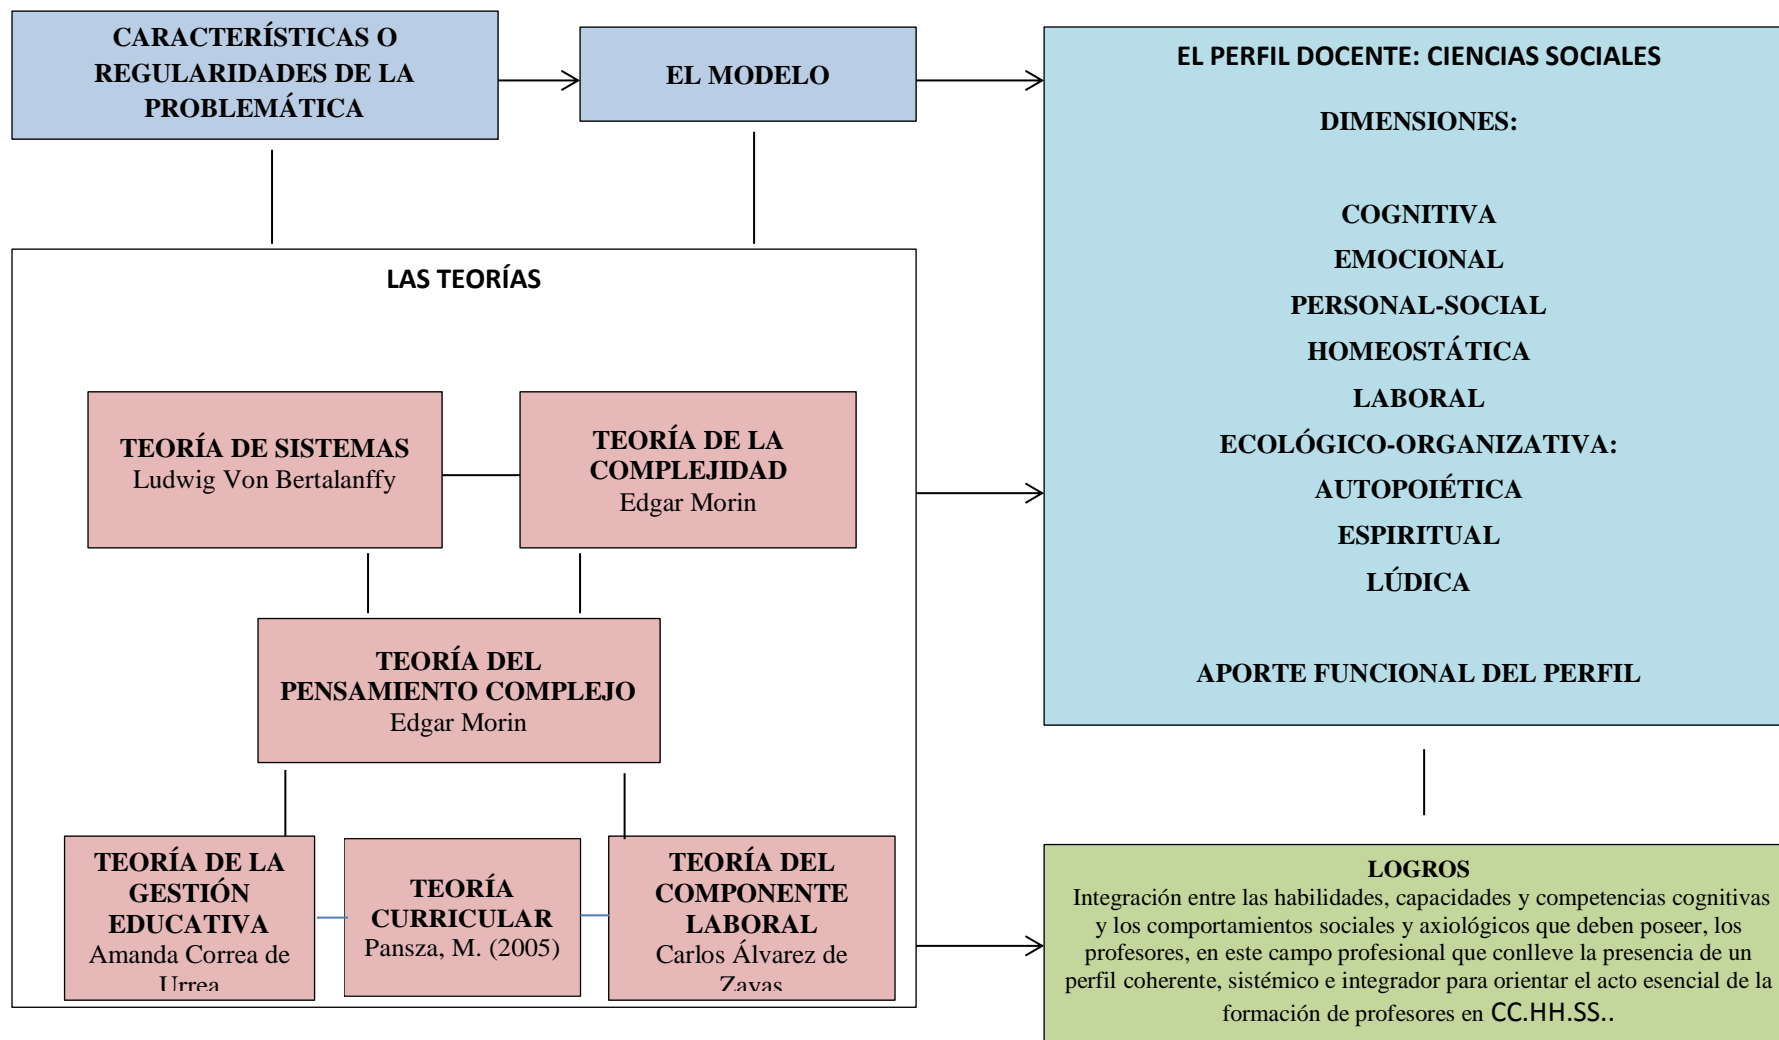 CARACTERÍSTICAS O
REGULARIDADES DE LA
PROBLEMÁTICA
EL MODELO
EL PERFIL DOCENTE: CIENCIAS SOCIALES
DIMENSIONES:
COGNITIVA
EMOCIONAL
PERSONAL-SOCIAL
HOMEOSTÁTICA
LABORAL
ECOLÓGICO-ORGANIZATIVA:
AUTOPOIÉTICA
ESPIRITUAL
LÚDICA
APORTE FUNCIONAL DEL PERFIL
LAS TEORÍAS
TEORÍA DE SISTEMAS
Ludwig Von Bertalanffy
TEORÍA DE LA
COMPLEJIDAD
Edgar Morin
TEORÍA DEL
PENSAMIENTO COMPLEJO
Edgar Morin
TEORÍA DE LA
GESTIÓN
EDUCATIVA
Amanda Correa de
Urrea
TEORÍA
CURRICULAR
Pansza, M. (2005)
TEORÍA DEL
COMPONENTE
LABORAL
Carlos Álvarez de
Zayas
LOGROS
Integración entre las habilidades, capacidades y competencias cognitivas
y los comportamientos sociales y axiológicos que deben poseer, los
profesores, en este campo profesional que conlleve la presencia de un
perfil coherente, sistémico e integrador para orientar el acto esencial de la
formación de profesores en CC.HH.SS..